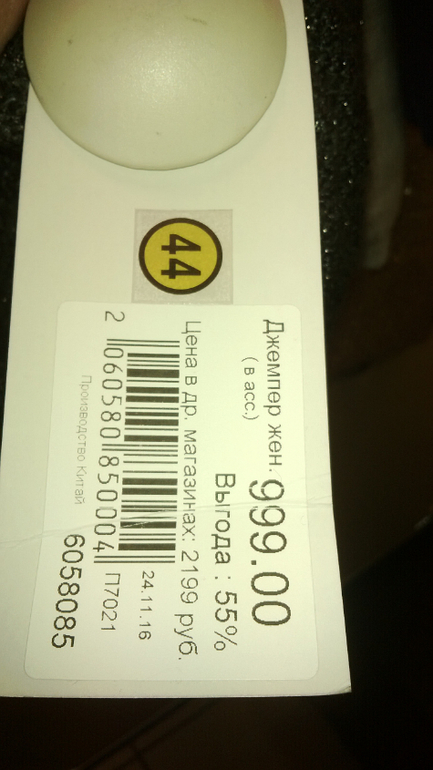 44
Джемпер жен.
(в асс.)
999.00
Выгода : 55%
Цена в др. магазинах: 2199 руб.
24.11.16
2 060580 850004
П7021
Производство Китай
6058085